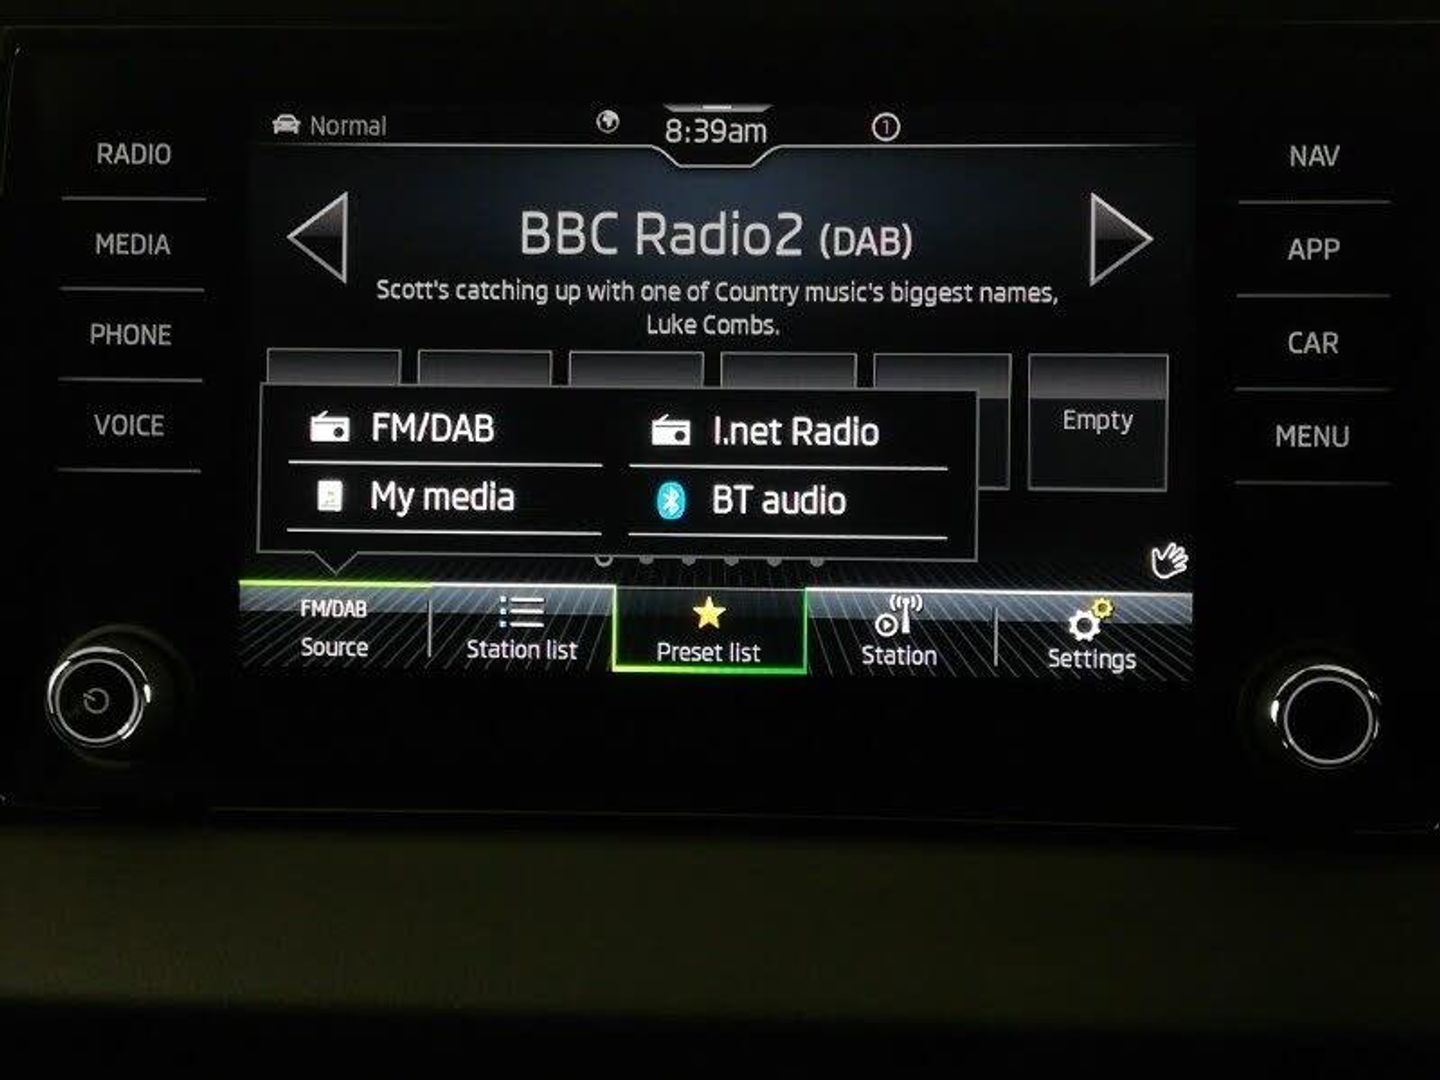 Normal
8:39am
1
RADIO
MEDIA
PHONE
VOICE
NAV
APP
CAR
MENU
BBC Radio2 (DAB)
Scott's catching up with one of Country music's biggest names,
Luke Combs.
Empty
FM/DAB
I.net Radio
My media
BT audio
FM/DAB
Source
Station list
Preset list
Station
Settings